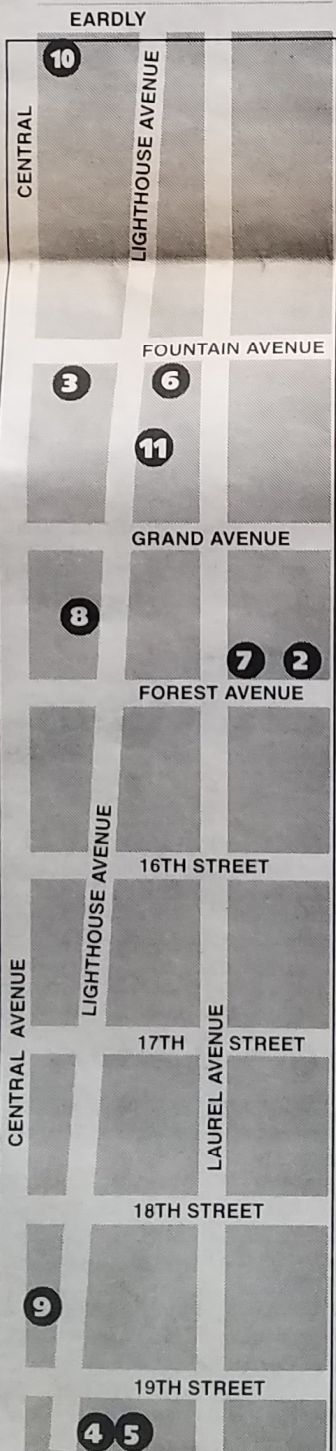 EARDLY
10
CENTRAL
LIGHTHOUSE AVENUE
FOUNTAIN AVENUE
3
6
11
GRAND AVENUE
8
7 2
FOREST AVENUE
16TH STREET
LIGHTHOUSE AVENUE
17TH STREET
CENTRAL AVENUE
LAUREL AVENUE
18TH STREET
9
19TH STREET
4 5